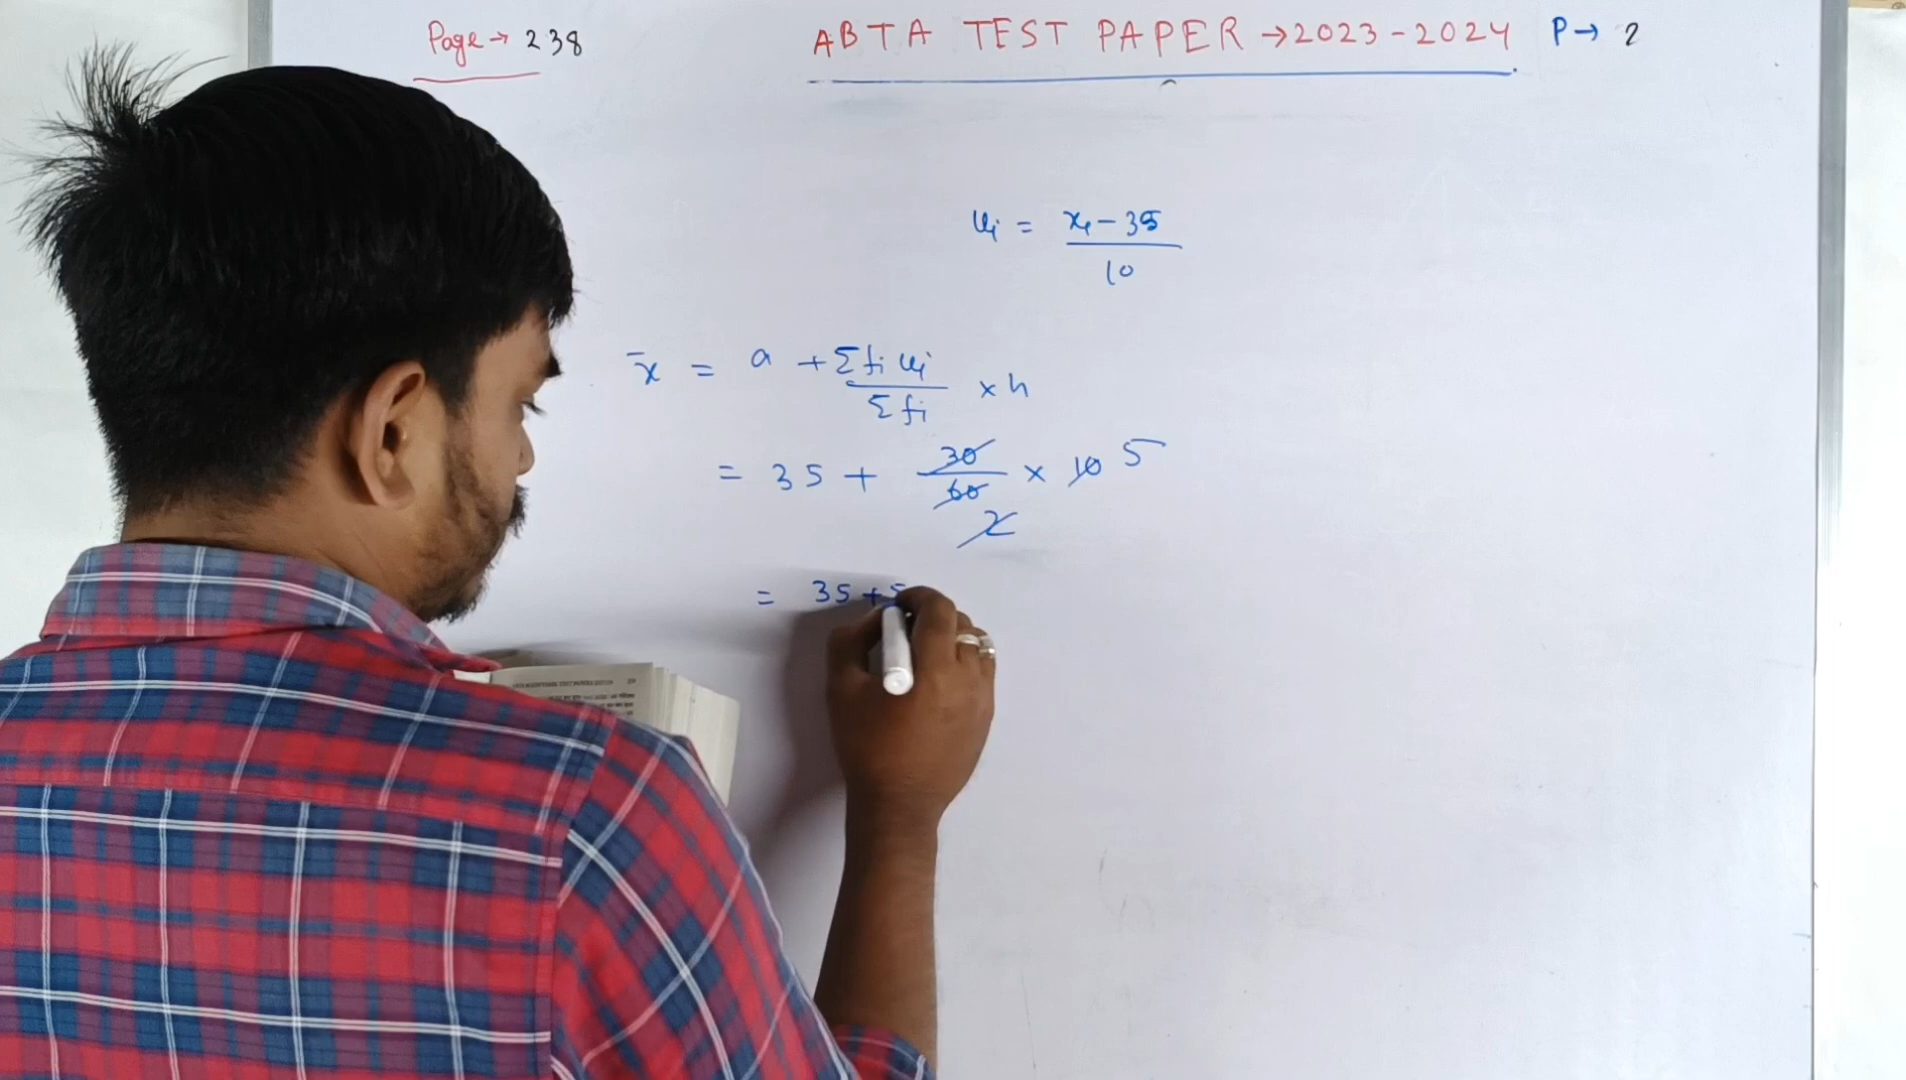 Page → 238
ABTA TEST PAPER → 2023-2024 P → 2
ui = xi - 35 / 10
x̄ = a + Σfiui / Σfi × h
= 35 + 30 / 60 × 10 5
2
= 35 + 5